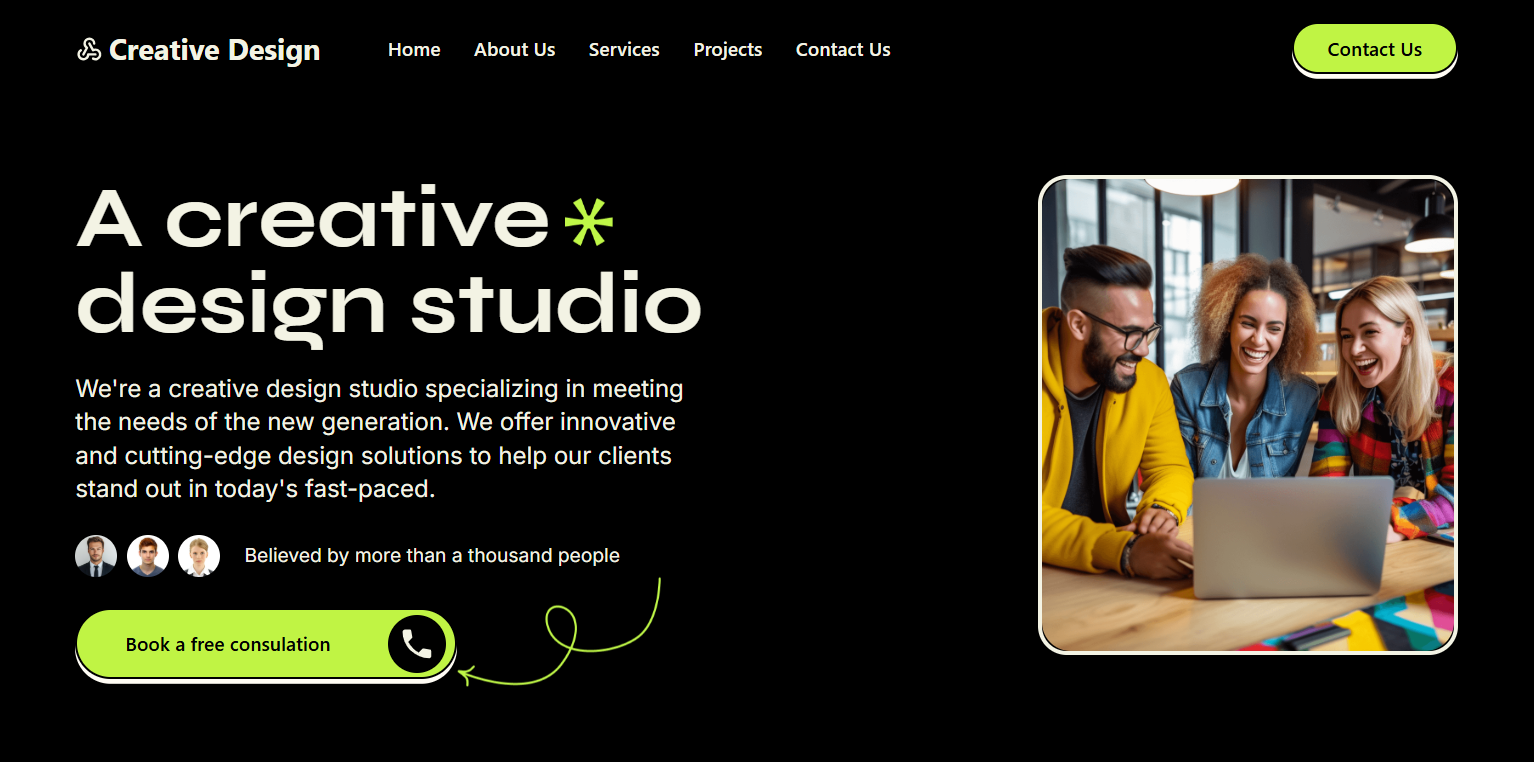 Creative Design
Home
About Us
Services
Projects
Contact Us
Contact Us
A creative
design studio
We're a creative design studio specializing in meeting
the needs of the new generation. We offer innovative
and cutting-edge design solutions to help our clients
stand out in today's fast-paced.
Believed by more than a thousand people
Book a free consulation